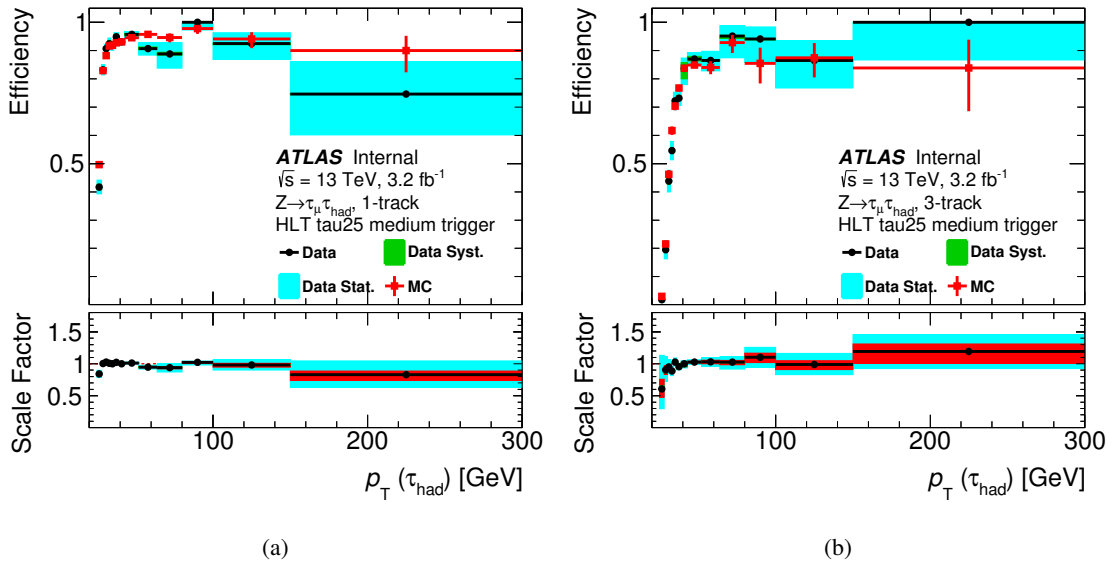 Efficiency
1
0.5
ATLAS Internal
√s = 13 TeV, 3.2 fb⁻¹
Z→τμτhad, 1-track
HLT tau25 medium trigger
Data
Data Syst.
Data Stat.
MC
Scale Factor
1.5
1
0.5
100 200 300
pT (τhad) [GeV]
(a)
Efficiency
1
0.5
ATLAS Internal
√s = 13 TeV, 3.2 fb⁻¹
Z→τμτhad, 3-track
HLT tau25 medium trigger
Data
Data Syst.
Data Stat.
MC
Scale Factor
1.5
1
0.5
100 200 300
pT (τhad) [GeV]
(b)